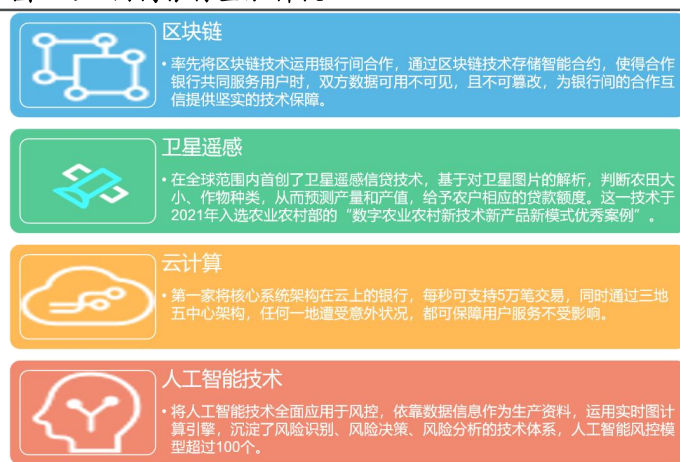 区块链
• 率先将区块链技术运用银行间合作，通过区块链技术存储智能合约，使得合作
银行共同服务用户时，双方数据可用不可见，且不可篡改，为银行间的合作互
信提供坚实的技术保障。
卫星遥感
• 在全球范围内首创了卫星遥感信贷技术，基于对卫星图片的解析，判断农田大
小、作物种类，从而预测产量和产值，给予农户相应的贷款额度。这一技术于
2021年入选农业农村部的“数字农业农村新技术新产品新模式优秀案例”。
云计算
• 第一家将核心系统架构在云上的银行，每秒可支持5万笔交易，同时通过三地
五中心架构，任何一地遭受意外状况，都可保障用户服务不受影响。
人工智能技术
• 将人工智能技术全面应用于风控，依靠数据信息作为生产资料，运用实时图计
算引擎，沉淀了风险识别、风险决策、风险分析的技术体系，人工智能风控模
型超过100个。